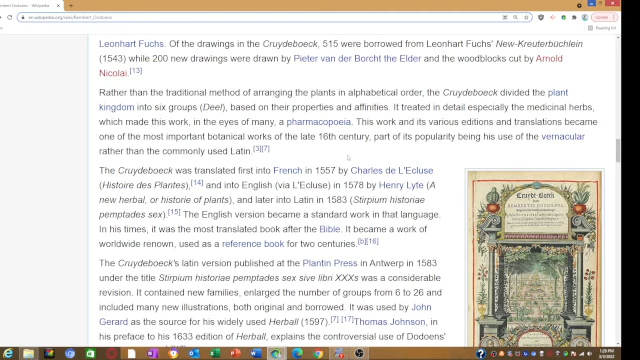 Rembert Dodoens - Wikipedia
en.wikipedia.org/wiki/Rembert_Dodoens
Update
Reading list
Leonhart Fuchs. Of the drawings in the Cruydeboeck, 515 were borrowed from Leonhart Fuchs' New-Kreuterbüchlein
(1543) while 200 new drawings were drawn by Pieter van der Borcht the Elder and the woodblocks cut by Arnold
Nicolai.[13]
Rather than the traditional method of arranging the plants in alphabetical order, the Cruydeboeck divided the plant
kingdom into six groups (Deel), based on their properties and affinities. It treated in detail especially the medicinal herbs,
which made this work, in the eyes of many, a pharmacopoeia. This work and its various editions and translations became
one of the most important botanical works of the late 16th century, part of its popularity being his use of the vernacular
rather than the commonly used Latin.[3][7]
The Cruydeboeck was translated first into French in 1557 by Charles de L'Ecluse
(Histoire des Plantes),[14] and into English (via L'Ecluse) in 1578 by Henry Lyte (A
new herbal, or historie of plants), and later into Latin in 1583 (Stirpium historiae
pemptades sex).[15] The English version became a standard work in that language.
In his times, it was the most translated book after the Bible. It became a work of
worldwide renown, used as a reference book for two centuries.[b][16]
The Cruydeboeck's latin version published at the Plantin Press in Antwerp in 1583
under the title Stirpium historiae pemptades sex sive libri XXXs was a considerable
revision. It contained new families, enlarged the number of groups from 6 to 26 and
included many new illustrations, both original and borrowed. It was used by John
Gerard as the source for his widely used Herball (1597).[7][17]Thomas Johnson, in
his preface to his 1633 edition of Herball, explains the controversial use of Dodoens'
Cruyde-Boeck